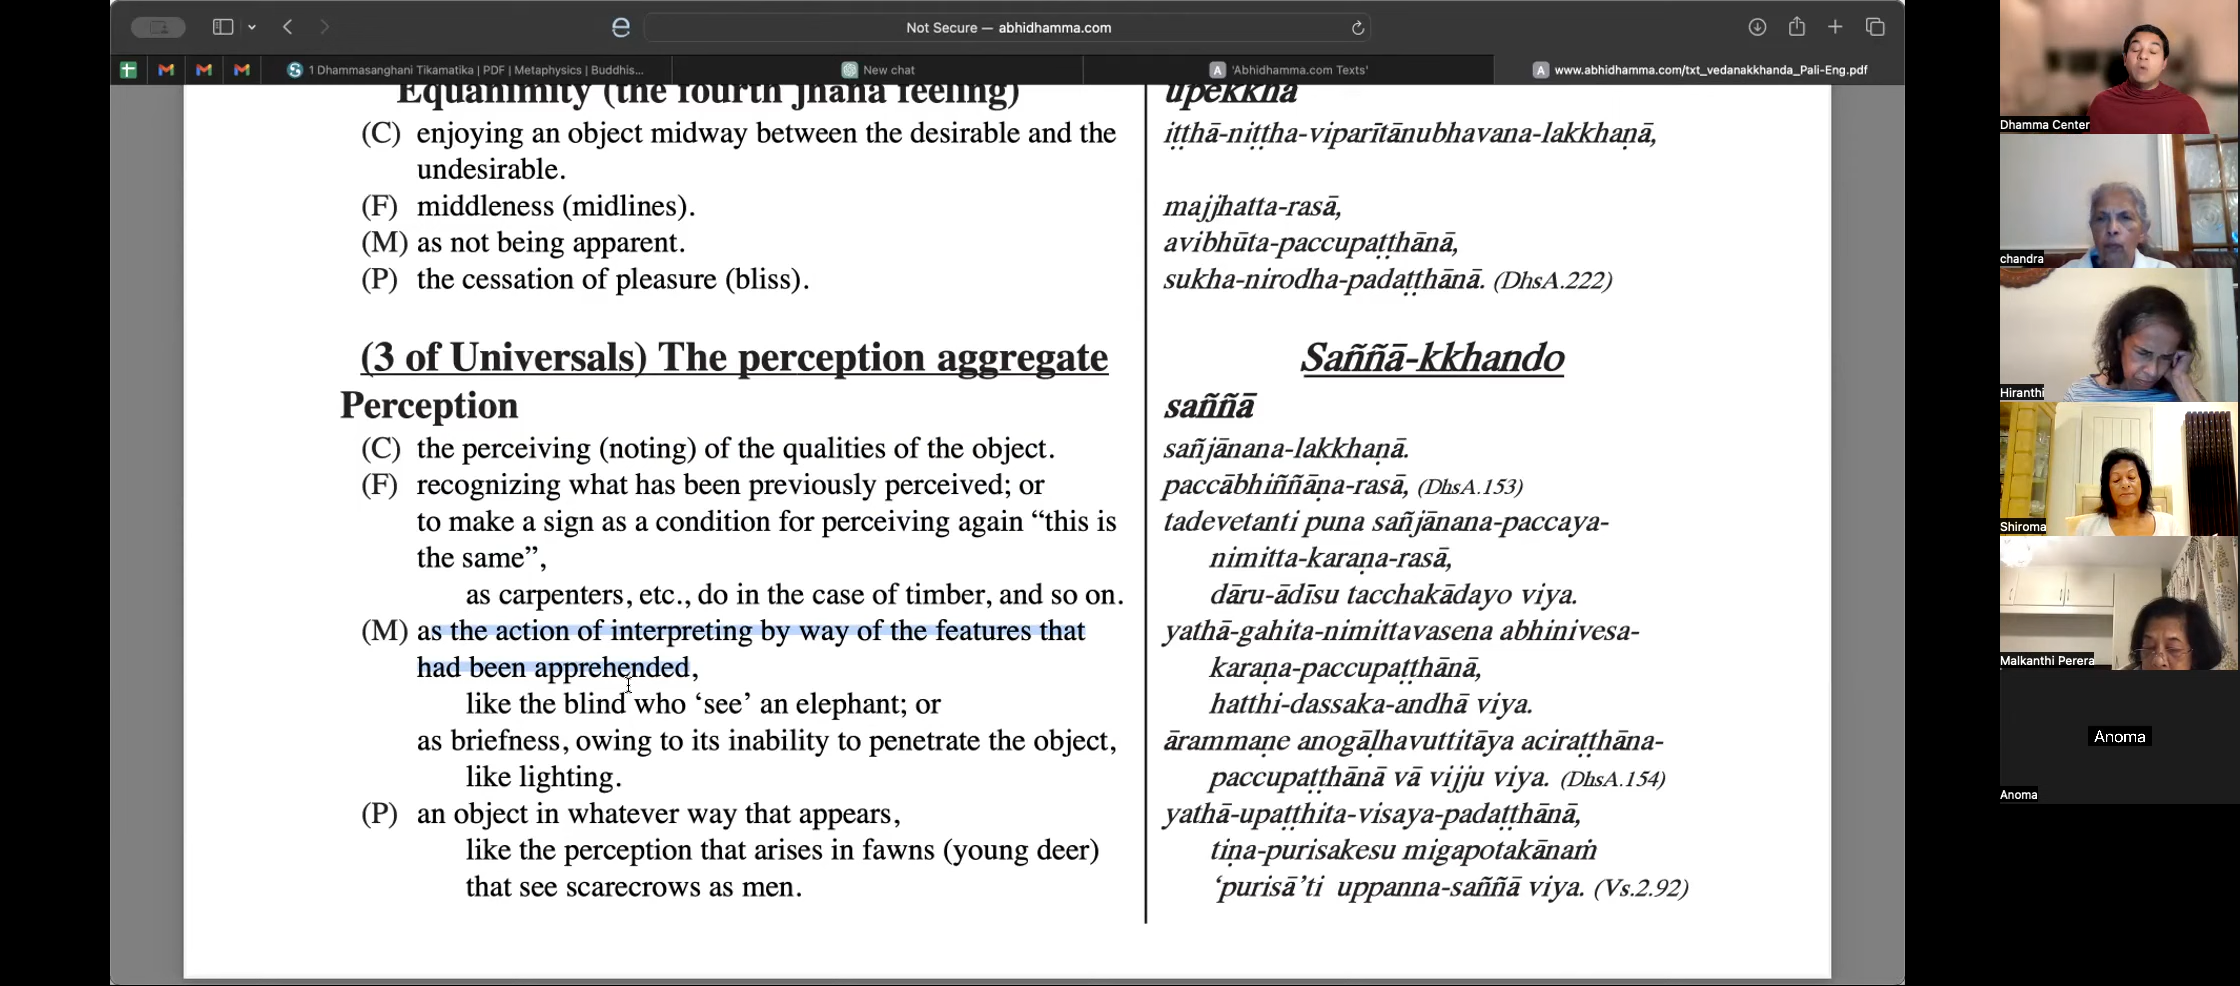 Not Secure — abhidhamma.com
1 Dhammasanghani Tikamatika | PDF | Metaphysics | Buddhis...
New chat
'Abhidhamma.com Texts'
www.abhidhamma.com/txt_vedanakkhanda_Pali-Eng.pdf
Equanimity (the fourth jhāna feeling)
(C) enjoying an object midway between the desirable and the
undesirable.
(F) middleness (midlines).
(M) as not being apparent.
(P) the cessation of pleasure (bliss).
(3 of Universals) The perception aggregate
Perception
(C) the perceiving (noting) of the qualities of the object.
(F) recognizing what has been previously perceived; or
to make a sign as a condition for perceiving again “this is
the same”,
as carpenters, etc., do in the case of timber, and so on.
(M) as the action of interpreting by way of the features that
had been apprehended,
like the blind who ‘see’ an elephant; or
as briefness, owing to its inability to penetrate the object,
like lighting.
(P) an object in whatever way that appears,
like the perception that arises in fawns (young deer)
that see scarecrows as men.
upekkhā
iṭṭhā-niṭṭha-viparītānubhavana-lakkhaṇā,
majjhatta-rasā,
avibhūta-paccupaṭṭhānā,
sukha-nirodha-padaṭṭhānā. (DhsA.222)
Saññā-kkhando
saññā
sañjānana-lakkhaṇā.
paccābhiññāṇa-rasā, (DhsA.153)
tadevetanti puna sañjānana-paccaya-
nimitta-karaṇa-rasā,
dāru-ādīsu tacchakādayo viya.
yathā-gahita-nimittavasena abhinivesa-
karaṇa-paccupaṭṭhānā,
hatthi-dassaka-andhā viya.
ārammaṇe anogāḷhavuttitāya aciraṭṭhāna-
paccupaṭṭhānā vā vijju viya. (DhsA.154)
yathā-upaṭṭhita-visaya-padaṭṭhānā,
tiṇa-purisakesu migapotakānaṁ
‘purisā’ti uppanna-saññā viya. (Vs.2.92)
Dhamma Center
chandra
Hiranthi
Shiroma
Malkanthi Perera
Anoma
Anoma